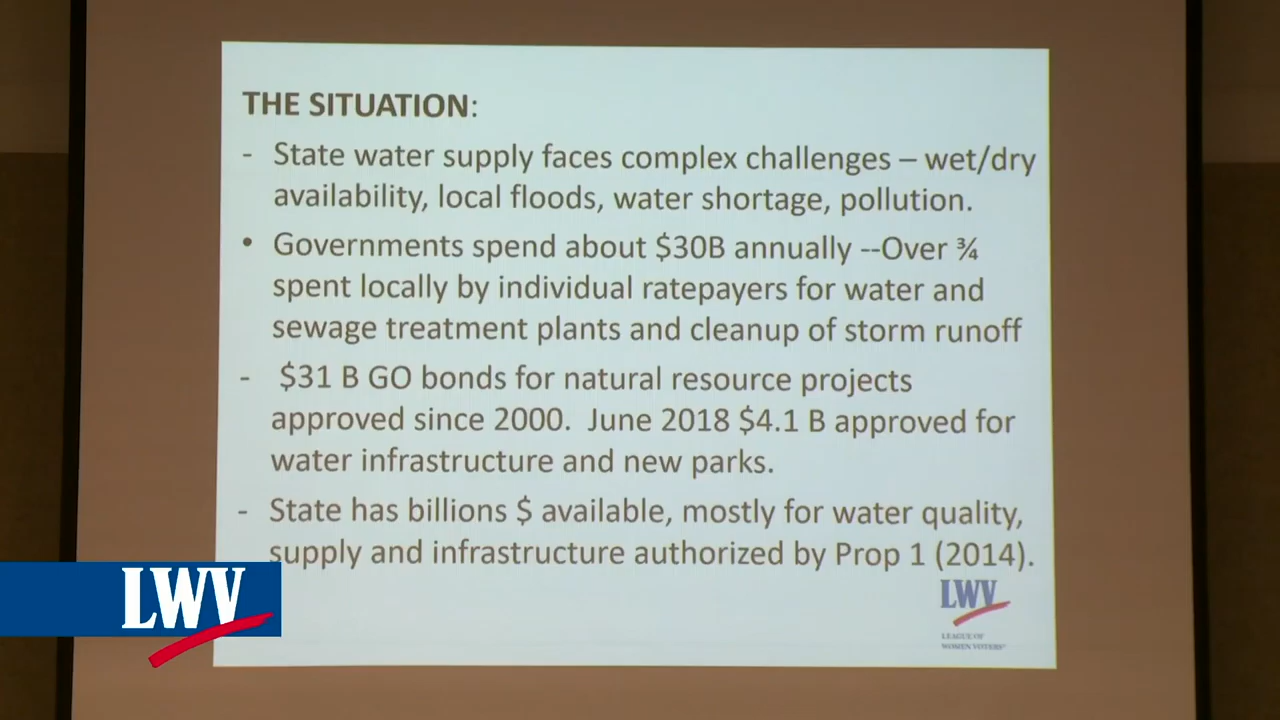 THE SITUATION:
- State water supply faces complex challenges – wet/dry
availability, local floods, water shortage, pollution.
• Governments spend about $30B annually --Over ¾
spent locally by individual ratepayers for water and
sewage treatment plants and cleanup of storm runoff
- $31 B GO bonds for natural resource projects
approved since 2000. June 2018 $4.1 B approved for
water infrastructure and new parks.
- State has billions $ available, mostly for water quality,
supply and infrastructure authorized by Prop 1 (2014).
LWV
LWV
LEAGUE OF
WOMEN VOTERS®